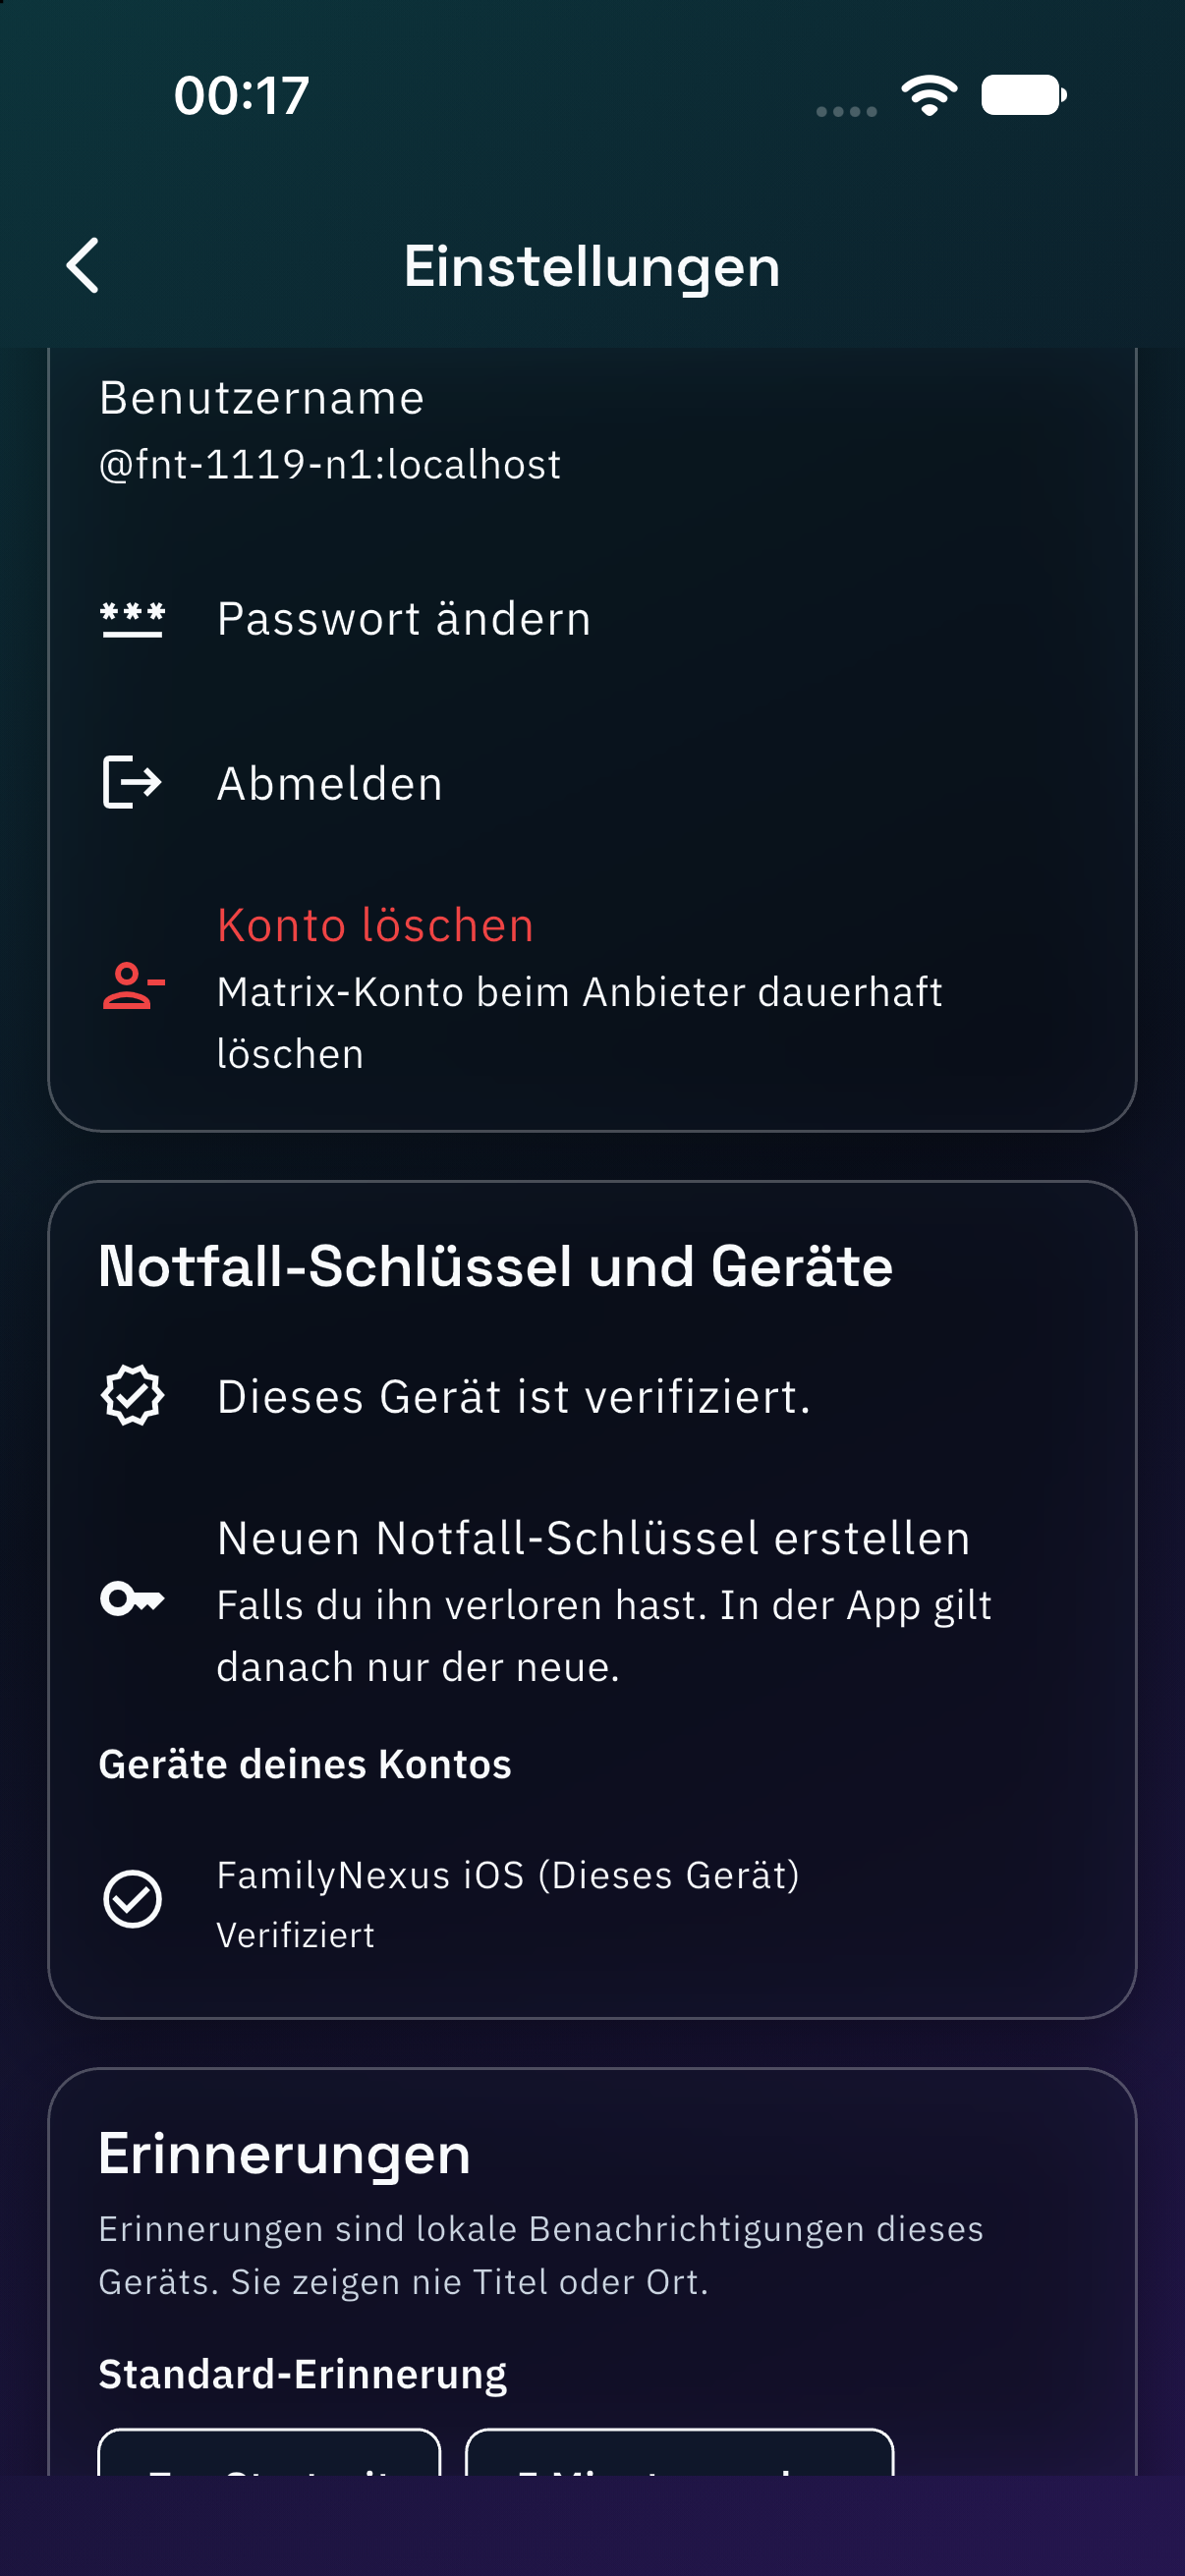 00:17
Einstellungen
Benutzername
@fnt-1119-n1:localhost
Passwort ändern
Abmelden
Konto löschen
Matrix-Konto beim Anbieter dauerhaft
löschen
Notfall-Schlüssel und Geräte
Dieses Gerät ist verifiziert.
Neuen Notfall-Schlüssel erstellen
Falls du ihn verloren hast. In der App gilt
danach nur der neue.
Geräte deines Kontos
FamilyNexus iOS (Dieses Gerät)
Verifiziert
Erinnerungen
Erinnerungen sind lokale Benachrichtigungen dieses
Geräts. Sie zeigen nie Titel oder Ort.
Standard-Erinnerung